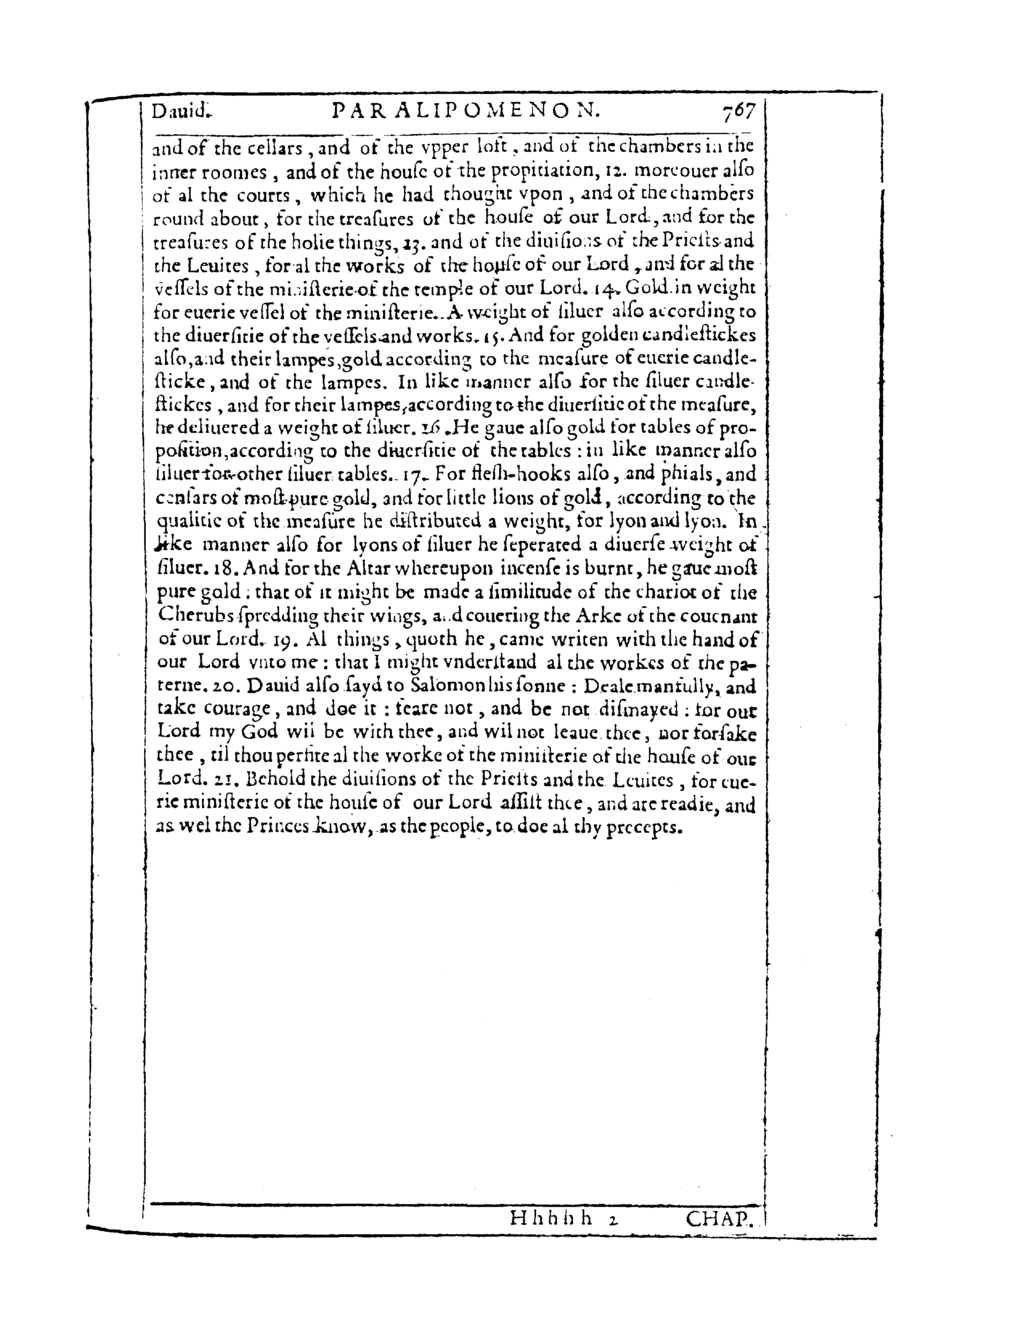 Dauid. PARALIPOMENON. 767
and of the cellars, and of the vpper loft, and of the chambers in the
inner roomes, and of the houſe of the propitiation, 12. moreouer alſo
of al the courts, which he had thought vpon, and of the chambers
round about, for the treaſures of the houſe of our Lord, and for the
treaſures of the holie things, 13. and of the diuiſions of the Prieſts and
the Leuites, for al the works of the houſe of our Lord, and for al the
veſſels of the miniſterie of the temple of our Lord. 14. Gold in weight
for euerie veſſel of the miniſterie. A weight of ſiluer alſo according to
the diuerſitie of the veſſels and works. 15. And for golden candleſtickes
alſo, and their lampes, gold according to the meaſure of euerie candle-
ſticke, and of the lampes. In like manner alſo for the ſiluer candle-
ſtickes, and for their lampes, according to the diuerſitie of the meaſure,
he deliuered a weight of ſiluer. 16. He gaue alſo gold for tables of pro-
poſition, according to the diuerſitie of the tables: in like manner alſo
ſiluer for other ſiluer tables. 17. For fleſh-hooks alſo, and phials, and
cenſars of moſt pure gold, and for little lions of gold, according to the
qualitie of the meaſure he diſtributed a weight, for lyon and lyon. In
like manner alſo for lyons of ſiluer he ſeperated a diuerſe weight of
ſiluer. 18. And for the Altar whereupon incenſe is burnt, he gaue moſt
pure gold: that of it might be made a ſimilitude of the chariot of the
Cherubs ſpredding their wings, and couering the Arke of the couenant
of our Lord. 19. Al things, quoth he, came writen with the hand of
our Lord vnto me: that I might vnderſtand al the workes of the pa-
terne. 20. Dauid alſo ſayd to Salomon his ſonne: Deale manfully, and
take courage, and doe it: feare not, and be not diſmayed: for our
Lord my God wil be with thee, and wil not leaue thee, nor forſake
thee, til thou perfite al the worke of the miniſterie of the houſe of our
Lord. 21. Behold the diuiſions of the Prieſts and the Leuites, for eue-
rie miniſterie of the houſe of our Lord aſſiſt thee, and are readie, and
as wel the Princes know, as the people, to doe al thy precepts.
Hhhhh 2 CHAP.